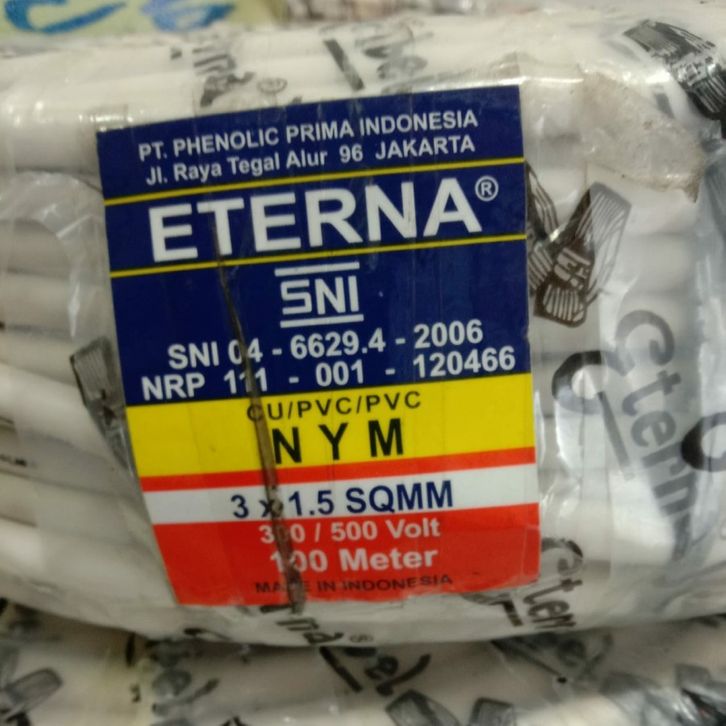 PT. PHENOLIC PRIMA INDONESIA
Jl. Raya Tegal Alur 96 JAKARTA
ETERNA®
SNI
SNI 04 - 6629.4 - 2006
NRP 111 - 001 - 120466
CU/PVC/PVC
NYM
3 x 1.5 SQMM
300 / 500 Volt
100 Meter
MADE IN INDONESIA
Eterna